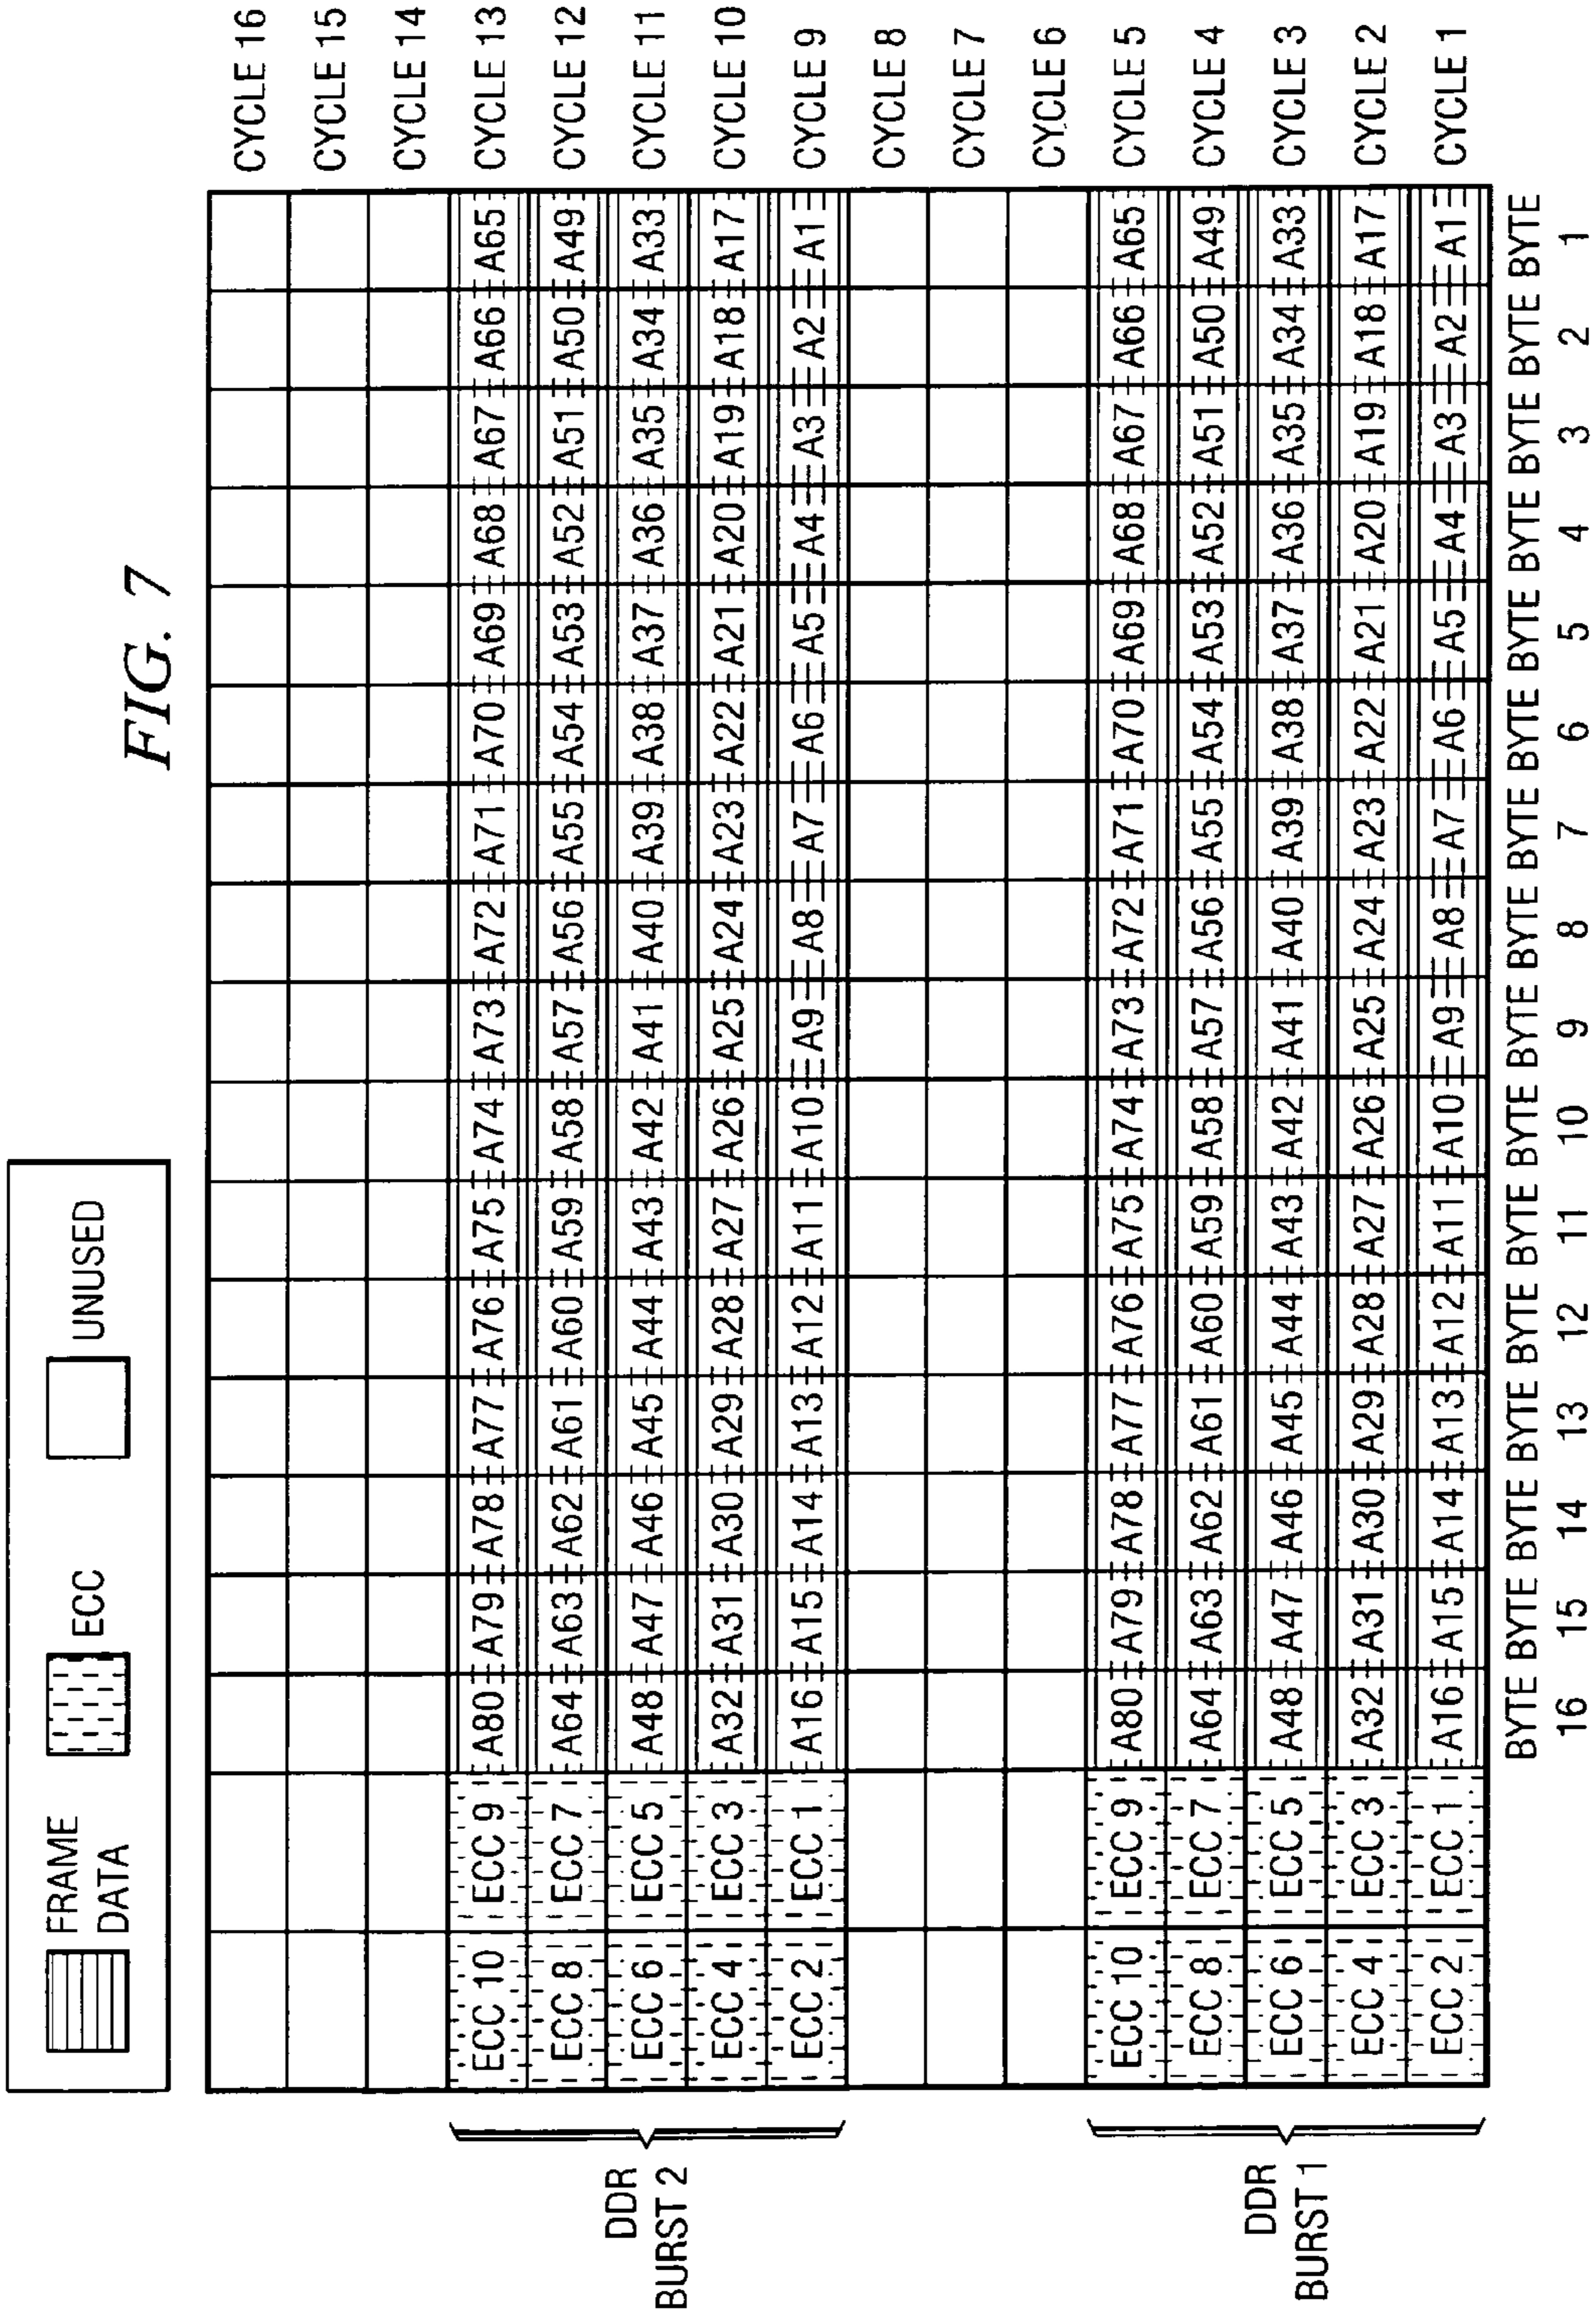 FRAME DATA
ECC
UNUSED
FIG. 7
CYCLE 16
CYCLE 15
CYCLE 14
ECC 10 ECC 9 A80 A79 A78 A77 A76 A75 A74 A73 A72 A71 A70 A69 A68 A67 A66 A65 CYCLE 13
ECC 8 ECC 7 A64 A63 A62 A61 A60 A59 A58 A57 A56 A55 A54 A53 A52 A51 A50 A49 CYCLE 12
DDR BURST 2
ECC 6 ECC 5 A48 A47 A46 A45 A44 A43 A42 A41 A40 A39 A38 A37 A36 A35 A34 A33 CYCLE 11
ECC 4 ECC 3 A32 A31 A30 A29 A28 A27 A26 A25 A24 A23 A22 A21 A20 A19 A18 A17 CYCLE 10
ECC 2 ECC 1 A16 A15 A14 A13 A12 A11 A10 A9 A8 A7 A6 A5 A4 A3 A2 A1 CYCLE 9
CYCLE 8
CYCLE 7
CYCLE 6
ECC 10 ECC 9 A80 A79 A78 A77 A76 A75 A74 A73 A72 A71 A70 A69 A68 A67 A66 A65 CYCLE 5
ECC 8 ECC 7 A64 A63 A62 A61 A60 A59 A58 A57 A56 A55 A54 A53 A52 A51 A50 A49 CYCLE 4
DDR BURST 1
ECC 6 ECC 5 A48 A47 A46 A45 A44 A43 A42 A41 A40 A39 A38 A37 A36 A35 A34 A33 CYCLE 3
ECC 4 ECC 3 A32 A31 A30 A29 A28 A27 A26 A25 A24 A23 A22 A21 A20 A19 A18 A17 CYCLE 2
ECC 2 ECC 1 A16 A15 A14 A13 A12 A11 A10 A9 A8 A7 A6 A5 A4 A3 A2 A1 CYCLE 1
BYTE BYTE BYTE BYTE BYTE BYTE BYTE BYTE BYTE BYTE BYTE BYTE BYTE BYTE BYTE BYTE
16 15 14 13 12 11 10 9 8 7 6 5 4 3 2 1